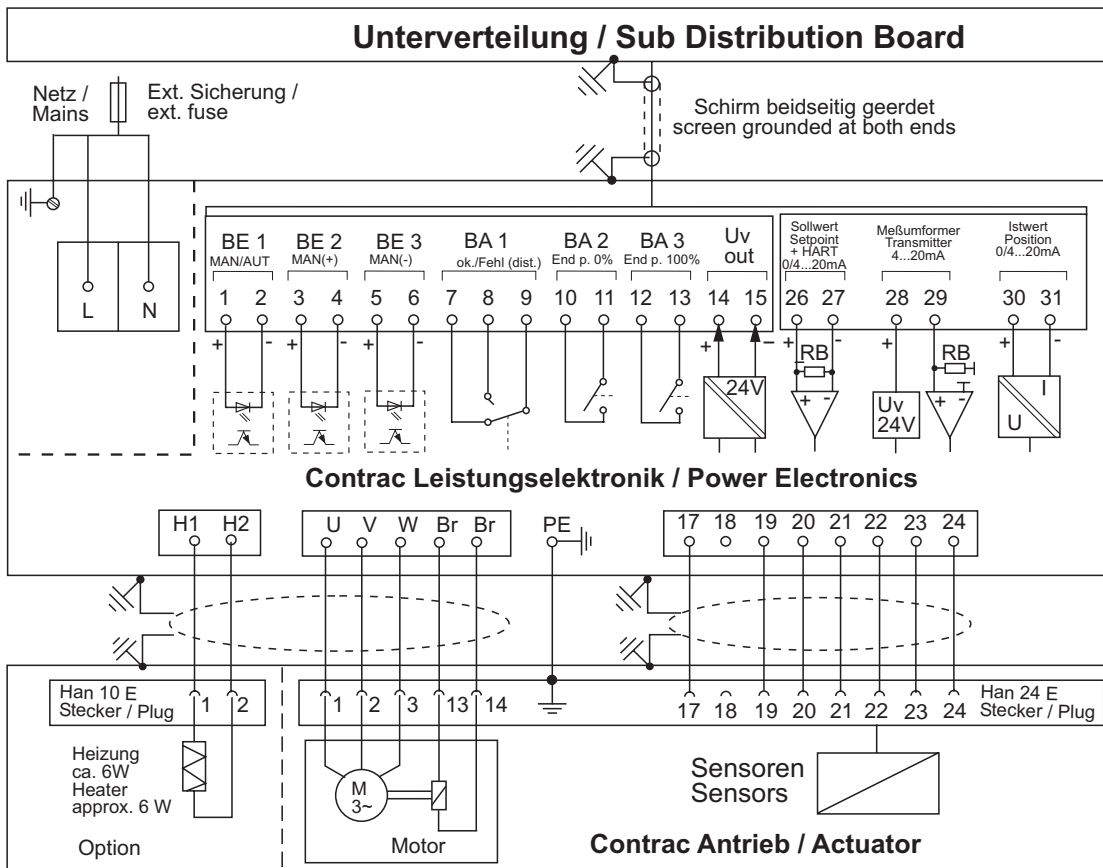 Unterverteilung / Sub Distribution Board
Netz /
Mains
Ext. Sicherung /
ext. fuse
Schirm beidseitig geerdet
screen grounded at both ends
L N
BE 1
MAN/AUT
BE 2
MAN(+)
BE 3
MAN(-)
BA 1
ok./Fehl (dist.)
BA 2
End p. 0%
BA 3
End p. 100%
Uv
out
Sollwert
Setpoint
+ HART
0/4...20mA
Meßumformer
Transmitter
4...20mA
Istwert
Position
0/4...20mA
1 2 3 4 5 6 7 8 9 10 11 12 13 14 15 26 27 28 29 30 31
+ - + - + - + - + - + + -
24V
RB
+ -
Uv
24V
RB
+ -
I
U
Contrac Leistungselektronik / Power Electronics
H1 H2
U V W Br Br
PE
17 18 19 20 21 22 23 24
Han 10 E
Stecker / Plug
1 2
1 2 3 13 14
17 18 19 20 21 22 23 24
Han 24 E
Stecker / Plug
Heizung
ca. 6W
Heater
approx. 6 W
Option
M
3~
Motor
Sensoren
Sensors
Contrac Antrieb / Actuator